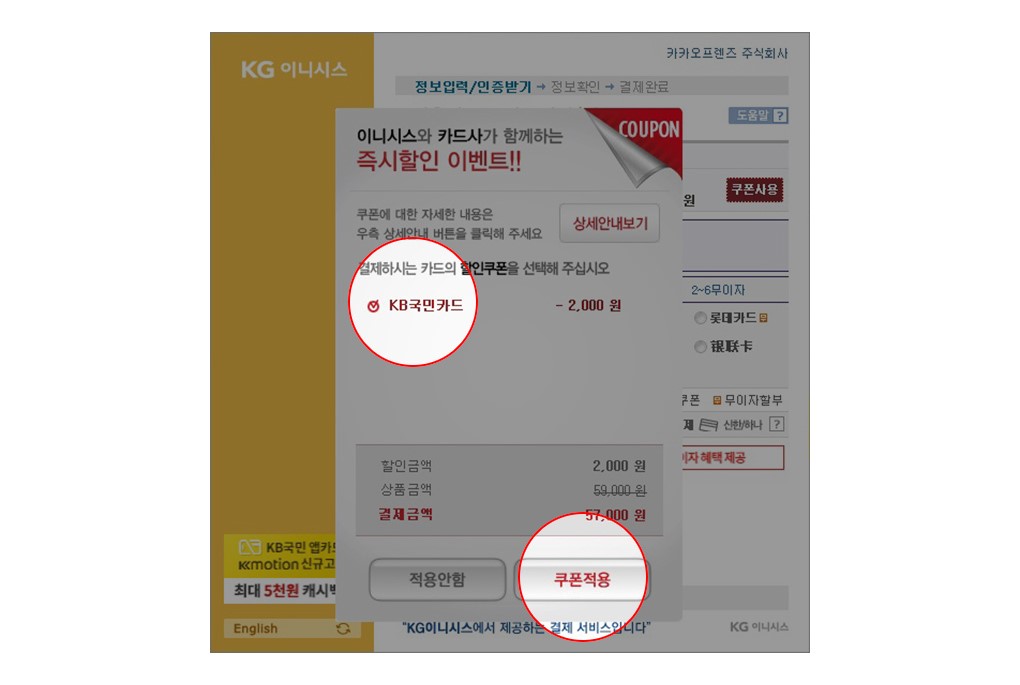 KG 이니시스
카카오프렌즈 주식회사
정보입력/인증받기 → 정보확인 → 결제완료
도움말 ?
COUPON
이니시스와 카드사가 함께하는
즉시할인 이벤트!!
원 쿠폰사용
쿠폰에 대한 자세한 내용은
우측 상세안내 버튼을 클릭해 주세요
상세안내보기
결제하시는 카드의 할인쿠폰을 선택해 주십시오
KB국민카드 - 2,000 원
2~6무이자
롯데카드
银联卡
쿠폰 무이자할부
신한/하나 ?
이자 혜택 제공
할인금액 2,000 원
상품금액 59,000 원
결제금액 57,000 원
적용안함 쿠폰적용
KB국민 앱카드
K-motion 신규고
최대 5천원 캐시백
English
"KG이니시스에서 제공하는 결제 서비스입니다"
KG 이니시스